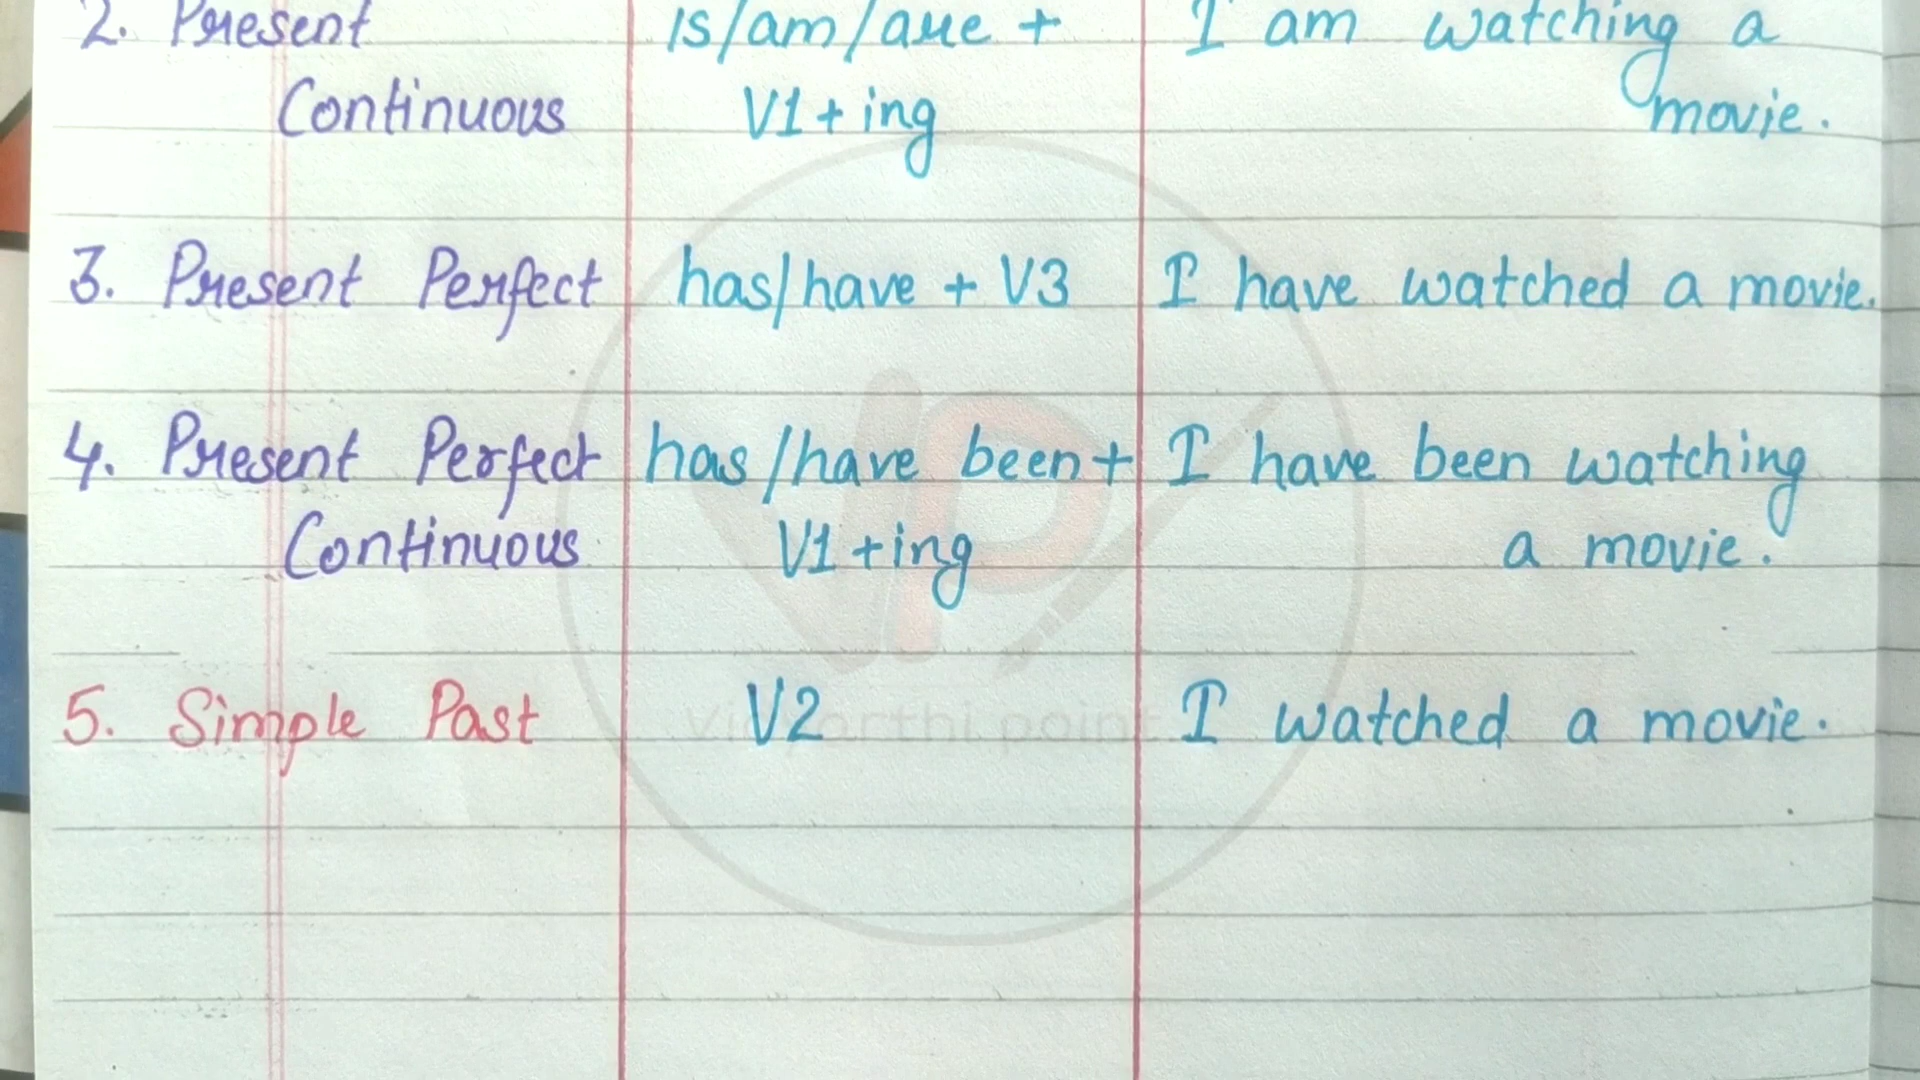 2. Present is/am/are + I am watching a
Continuous V1+ing movie.
3. Present Perfect has/have + V3 I have watched a movie.
4. Present Perfect has/have been + I have been watching
Continuous V1+ing a movie.
5. Simple Past V2 I watched a movie.
Vidyarthi point